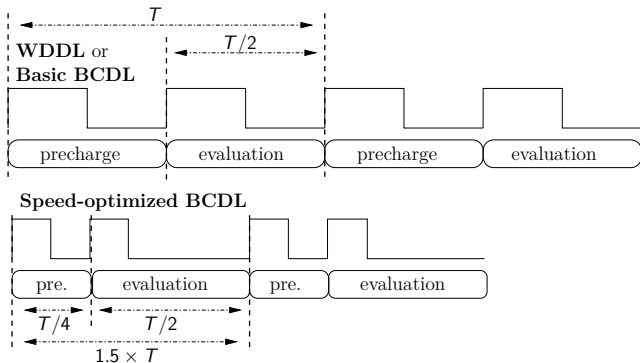 T
WDDL or
Basic BCDL
T/2
precharge evaluation precharge evaluation
Speed-optimized BCDL
pre. evaluation pre. evaluation
T/4 T/2
1.5 × T